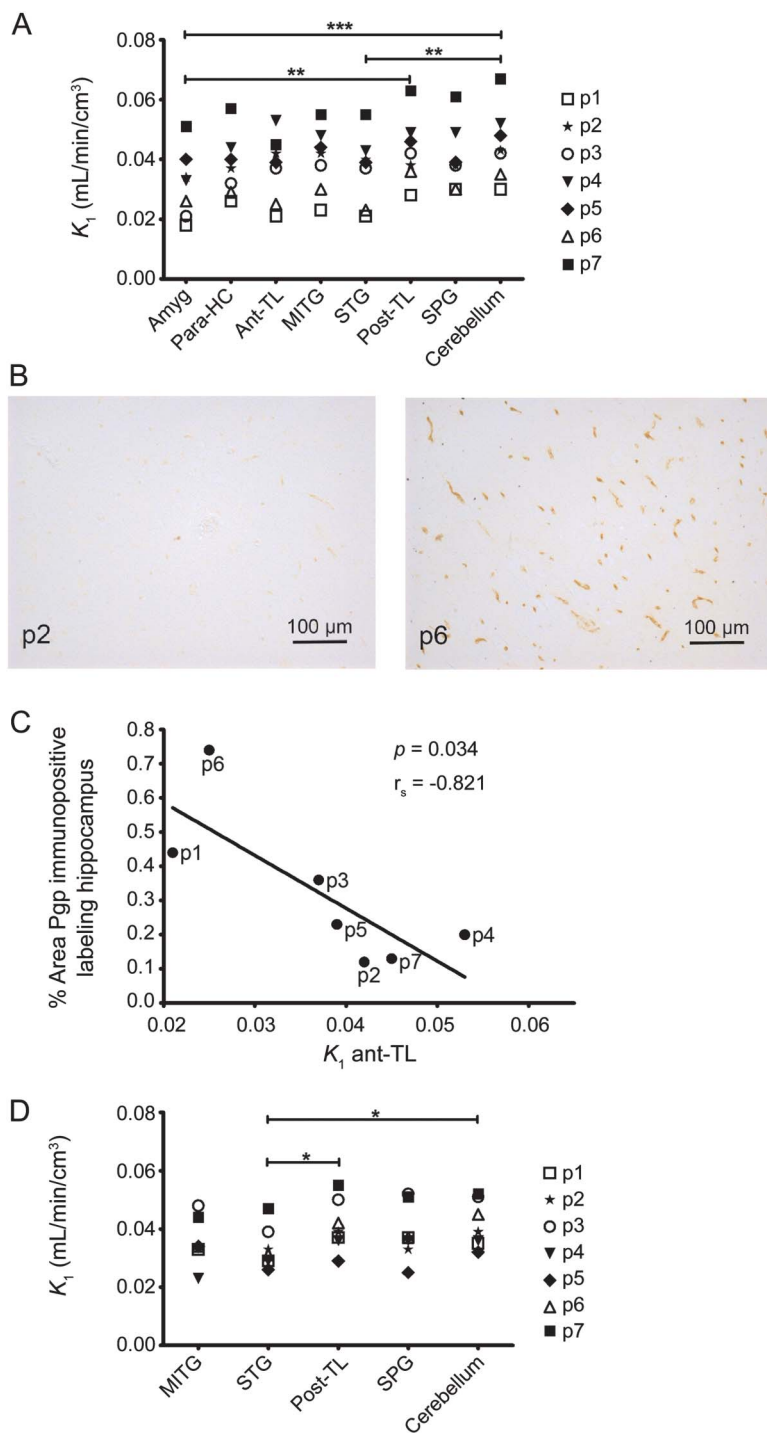 A
***
**
**
0.08
0.06
0.04
0.02
0.00
K₁ (mL/min/cm³)
Amyg
Para-HC
Ant-TL
MITG
STG
Post-TL
SPG
Cerebellum
p1
p2
p3
p4
p5
p6
p7
B
p2
100 µm
p6
100 µm
C
% Area Pgp immunopositive
labeling hippocampus
0.8
0.7
0.6
0.5
0.4
0.3
0.2
0.1
0.0
p = 0.034
rₛ = -0.821
p6
p1
p3
p5
p2
p7
p4
0.02
0.03
0.04
0.05
0.06
K₁ ant-TL
D
*
*
0.08
0.06
0.04
0.02
0.00
K₁ (mL/min/cm³)
MITG
STG
Post-TL
SPG
Cerebellum
p1
p2
p3
p4
p5
p6
p7